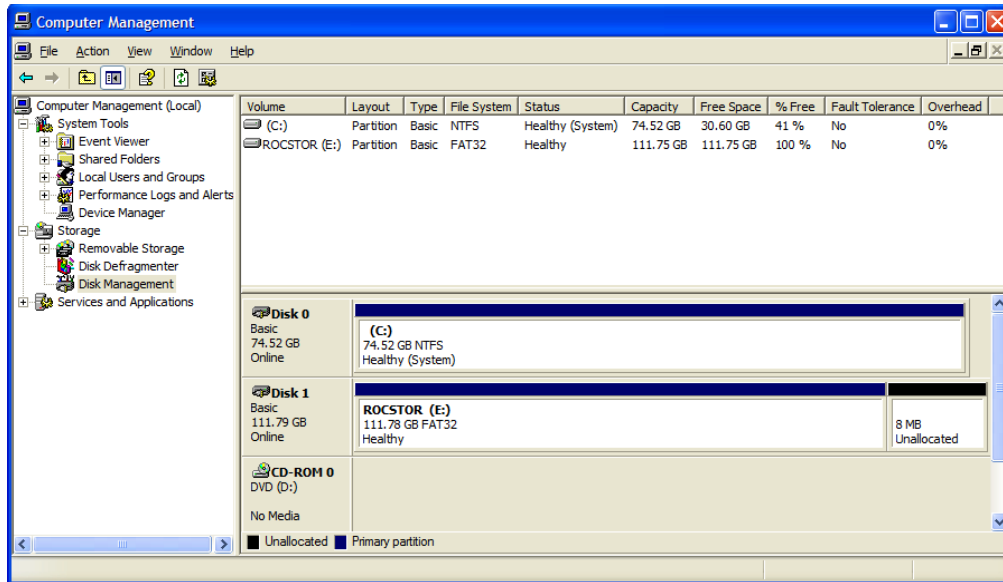 Computer Management
File Action View Window Help
Computer Management (Local)
System Tools
Event Viewer
Shared Folders
Local Users and Groups
Performance Logs and Alerts
Device Manager
Storage
Removable Storage
Disk Defragmenter
Disk Management
Services and Applications
Volume Layout Type File System Status Capacity Free Space % Free Fault Tolerance Overhead
(C:) Partition Basic NTFS Healthy (System) 74.52 GB 30.60 GB 41 % No 0%
ROCSTOR (E:) Partition Basic FAT32 Healthy 111.75 GB 111.75 GB 100 % No 0%
Disk 0
Basic
74.52 GB
Online
(C:)
74.52 GB NTFS
Healthy (System)
Disk 1
Basic
111.79 GB
Online
ROCSTOR (E:)
111.78 GB FAT32
Healthy
8 MB
Unallocated
CD-ROM 0
DVD (D:)
No Media
Unallocated Primary partition